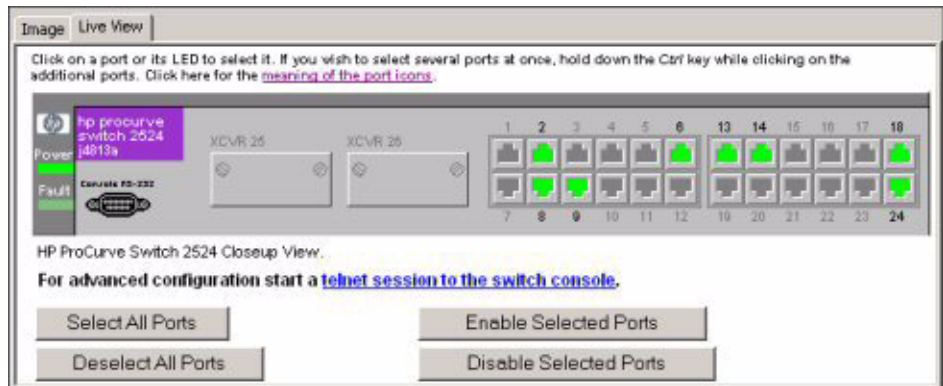 Image Live View
Click on a port or its LED to select it. If you wish to select several ports at once, hold down the Ctrl key while clicking on the
additional ports. Click here for the meaning of the port icons.
hp procurve
switch 2524
j4813a
Power
Fault
Console RS-232
XCVR 25
XCVR 26
1 2 3 4 5 6 13 14 15 16 17 18
7 8 9 10 11 12 19 20 21 22 23 24
HP ProCurve Switch 2524 Closeup View.
For advanced configuration start a telnet session to the switch console.
Select All Ports
Enable Selected Ports
Deselect All Ports
Disable Selected Ports